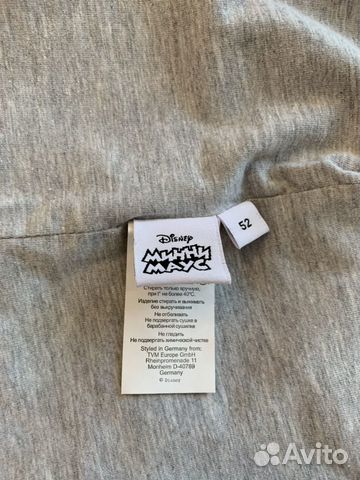 Disney
МИННИ
МАУС
52
Стирать только вручную,
при t° не более 40°С.
Изделие стирать и выжимать
без выкручивания
Не отбеливать
Не подвергать сушке в
барабанной сушилке
Не гладить
Не подвергать химической чистке
Styled in Germany from:
TVM Europe GmbH
Rheinpromenade 11
Monheim D-40789
Germany
© Disney
Avito